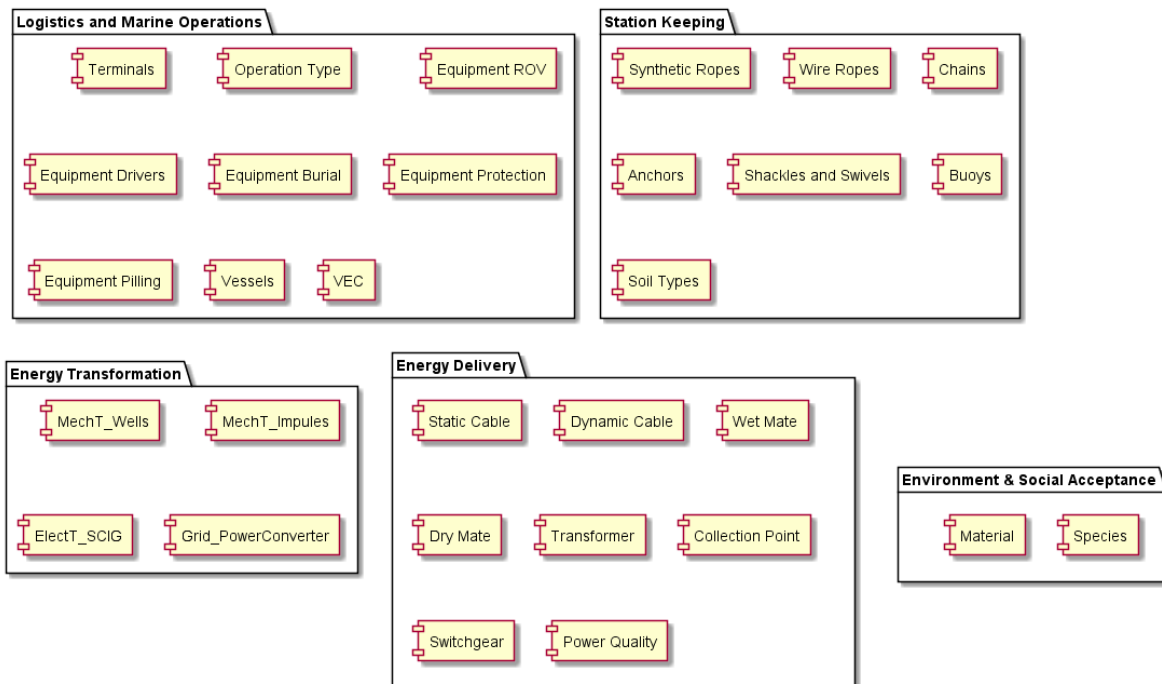 Logistics and Marine Operations
Terminals
Operation Type
Equipment ROV
Equipment Drivers
Equipment Burial
Equipment Protection
Equipment Pilling
Vessels
VEC
Station Keeping
Synthetic Ropes
Wire Ropes
Chains
Anchors
Shackles and Swivels
Buoys
Soil Types
Energy Transformation
MechT_Wells
MechT_Impules
ElectT_SCIG
Grid_PowerConverter
Energy Delivery
Static Cable
Dynamic Cable
Wet Mate
Dry Mate
Transformer
Collection Point
Switchgear
Power Quality
Environment & Social Acceptance
Material
Species